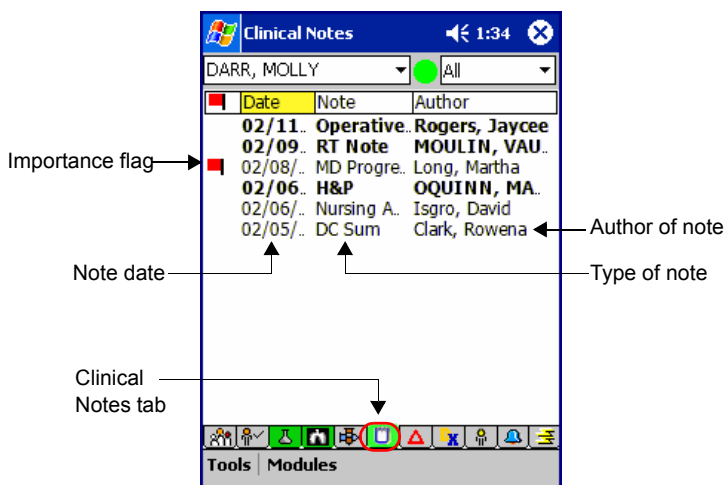 Clinical Notes 1:34
DARR, MOLLY All
Date Note Author
02/11.. Operative.. Rogers, Jaycee
02/09.. RT Note MOULIN, VAU..
Importance flag 02/08/.. MD Progre.. Long, Martha
02/06.. H&P OQUINN, MA..
02/06/.. Nursing A.. Isgro, David
02/05/.. DC Sum Clark, Rowena Author of note
Note date Type of note
Clinical
Notes tab
x
Tools Modules